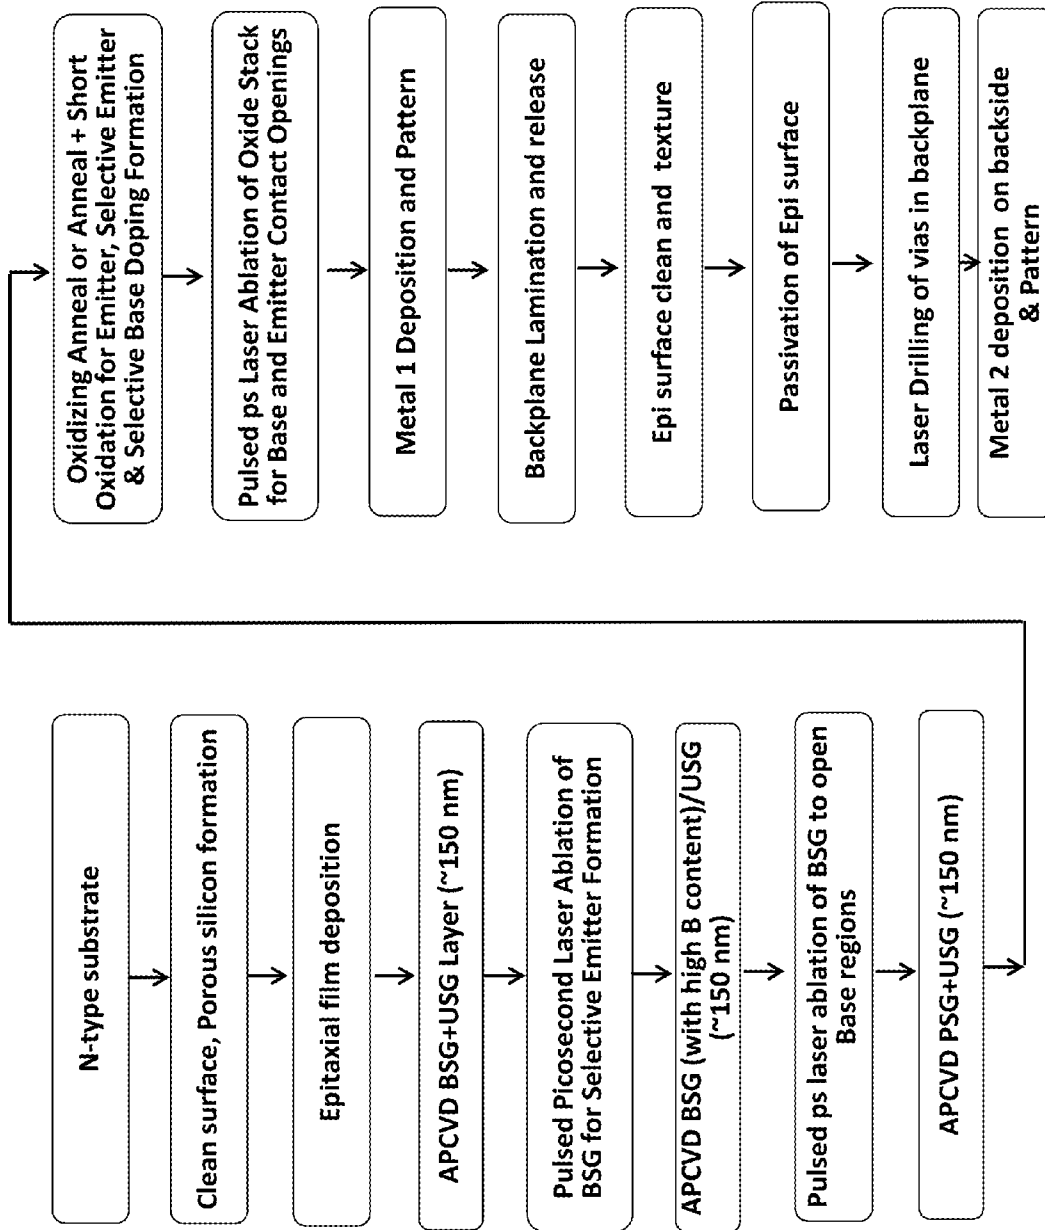 N-type substrate
Clean surface, Porous silicon formation
Epitaxial film deposition
APCVD BSG+USG Layer (~150 nm)
Pulsed Picosecond Laser Ablation of
BSG for Selective Emitter Formation
APCVD BSG (with high B content)/USG
(~150 nm)
Pulsed ps laser ablation of BSG to open
Base regions
APCVD PSG+USG (~150 nm)
Oxidizing Anneal or Anneal + Short
Oxidation for Emitter, Selective Emitter
& Selective Base Doping Formation
Pulsed ps Laser Ablation of Oxide Stack
for Base and Emitter Contact Openings
Metal 1 Deposition and Pattern
Backplane Lamination and release
Epi surface clean and texture
Passivation of Epi surface
Laser Drilling of vias in backplane
Metal 2 deposition on backside
& Pattern